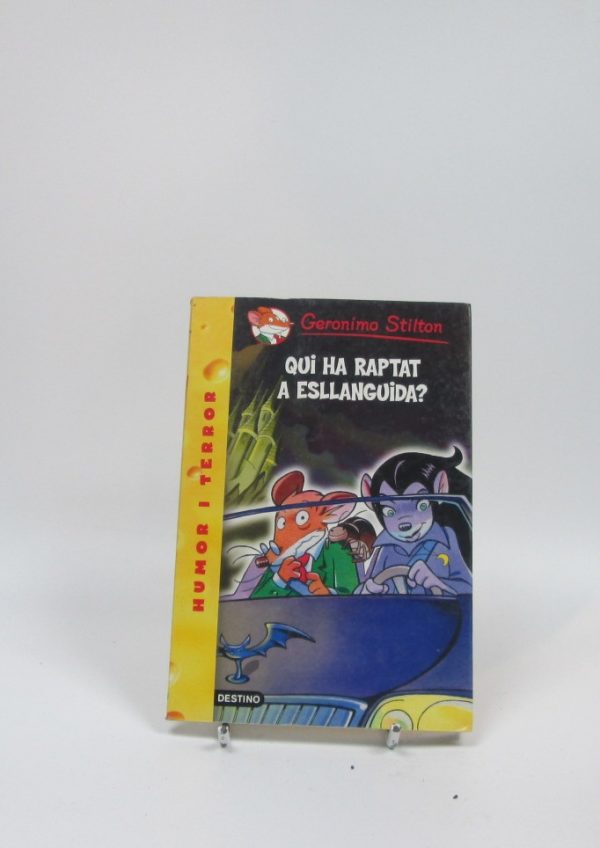 Geronimo Stilton
QUI HA RAPTAT
A ESLLANGUIDA?
HUMOR I TERROR
DESTINO